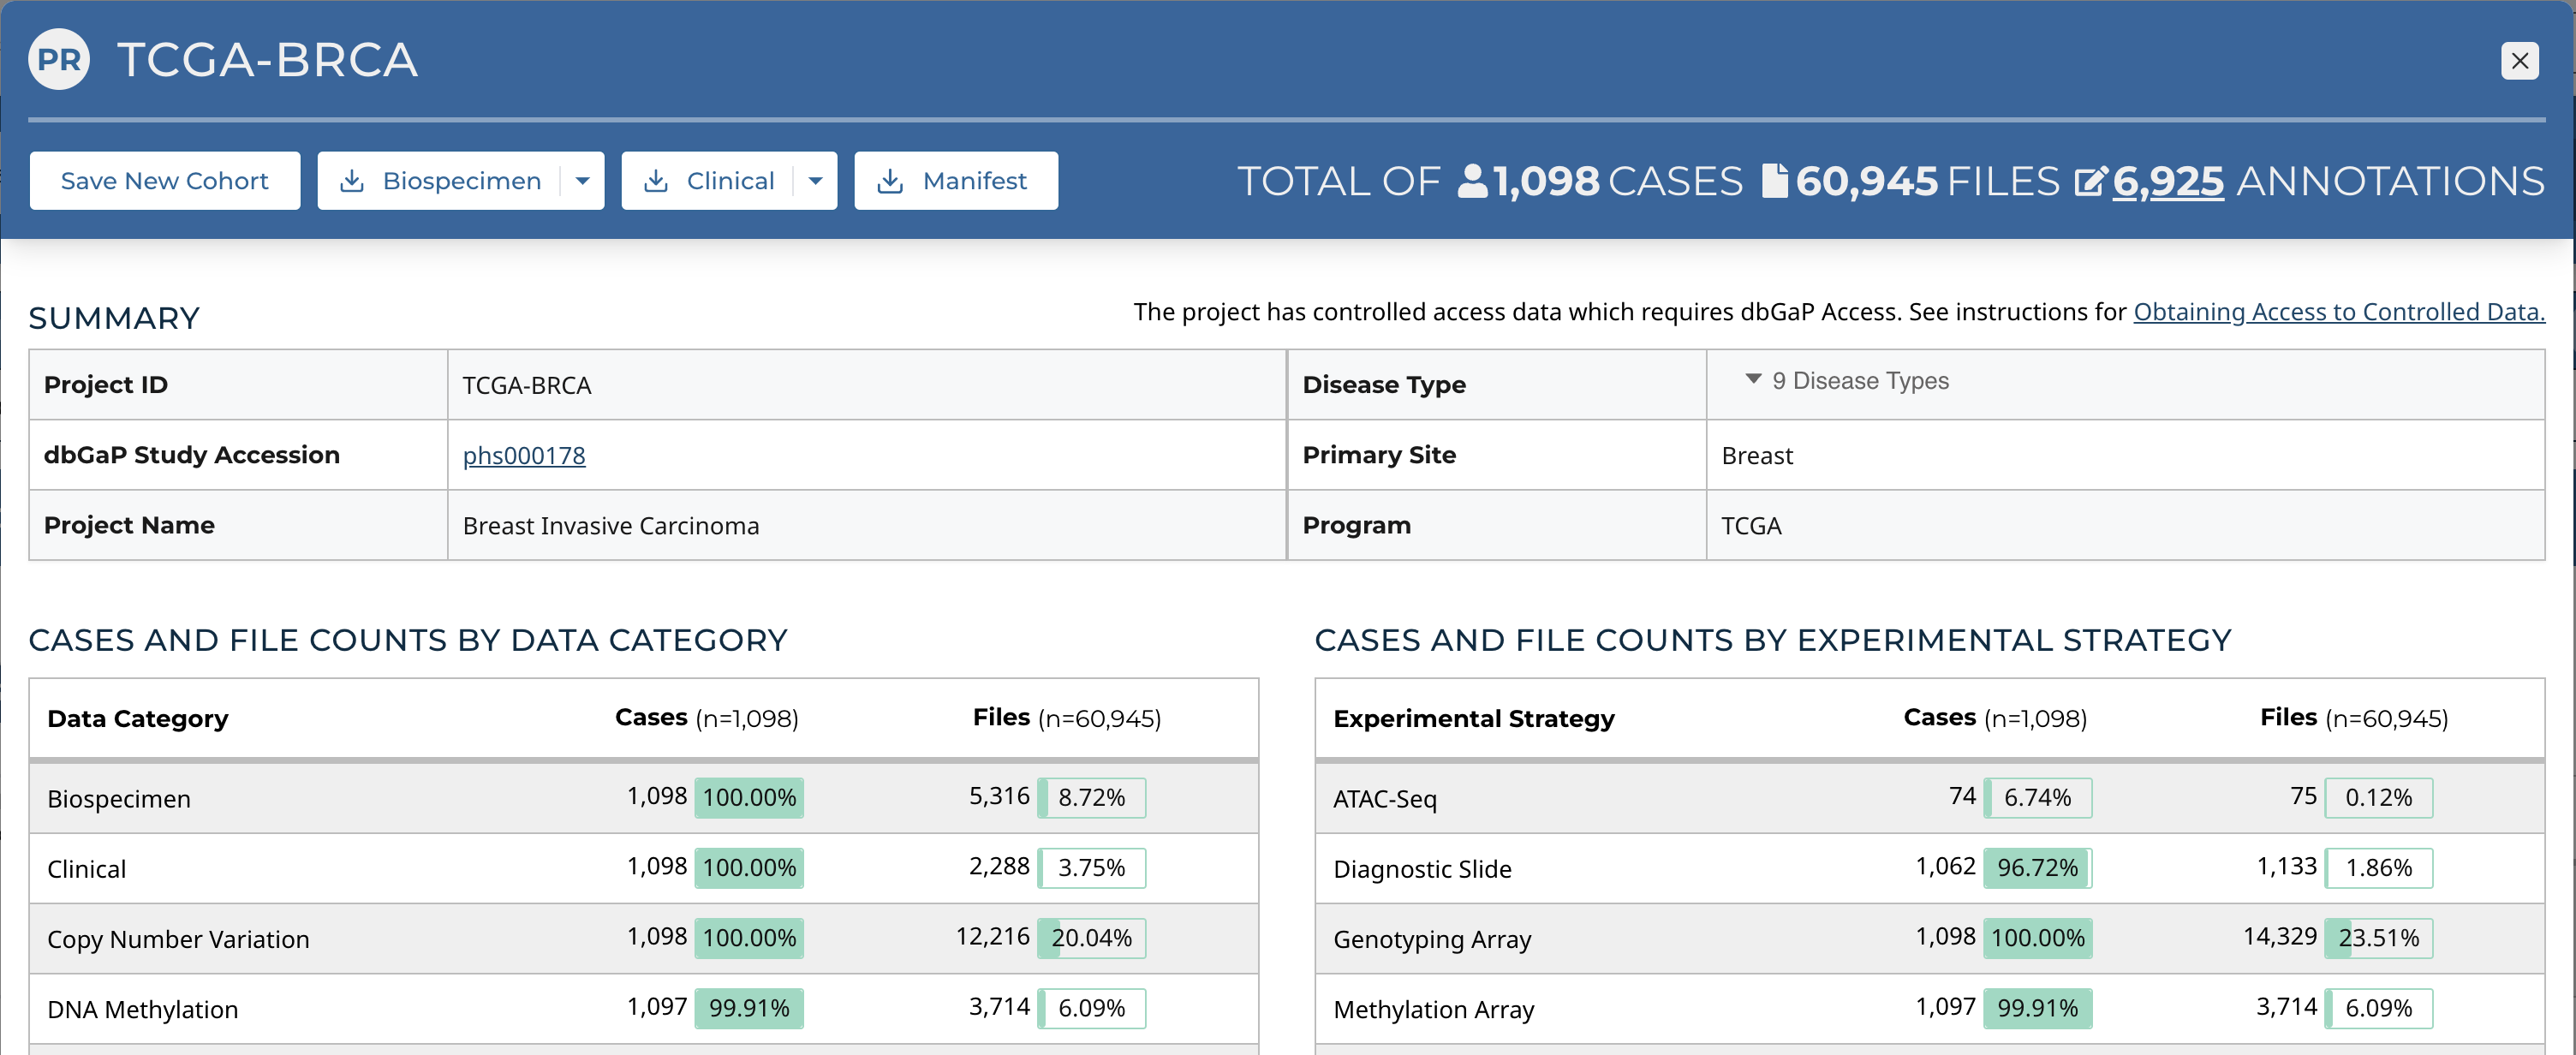 PR TCGA-BRCA
Save New Cohort Biospecimen Clinical Manifest TOTAL OF 1,098 CASES 60,945 FILES 6,925 ANNOTATIONS
SUMMARY The project has controlled access data which requires dbGaP Access. See instructions for Obtaining Access to Controlled Data.
Project ID TCGA-BRCA Disease Type 9 Disease Types
dbGaP Study Accession phs000178 Primary Site Breast
Project Name Breast Invasive Carcinoma Program TCGA
CASES AND FILE COUNTS BY DATA CATEGORY
Data Category Cases (n=1,098) Files (n=60,945)
Biospecimen 1,098 100.00% 5,316 8.72%
Clinical 1,098 100.00% 2,288 3.75%
Copy Number Variation 1,098 100.00% 12,216 20.04%
DNA Methylation 1,097 99.91% 3,714 6.09%
CASES AND FILE COUNTS BY EXPERIMENTAL STRATEGY
Experimental Strategy Cases (n=1,098) Files (n=60,945)
ATAC-Seq 74 6.74% 75 0.12%
Diagnostic Slide 1,062 96.72% 1,133 1.86%
Genotyping Array 1,098 100.00% 14,329 23.51%
Methylation Array 1,097 99.91% 3,714 6.09%